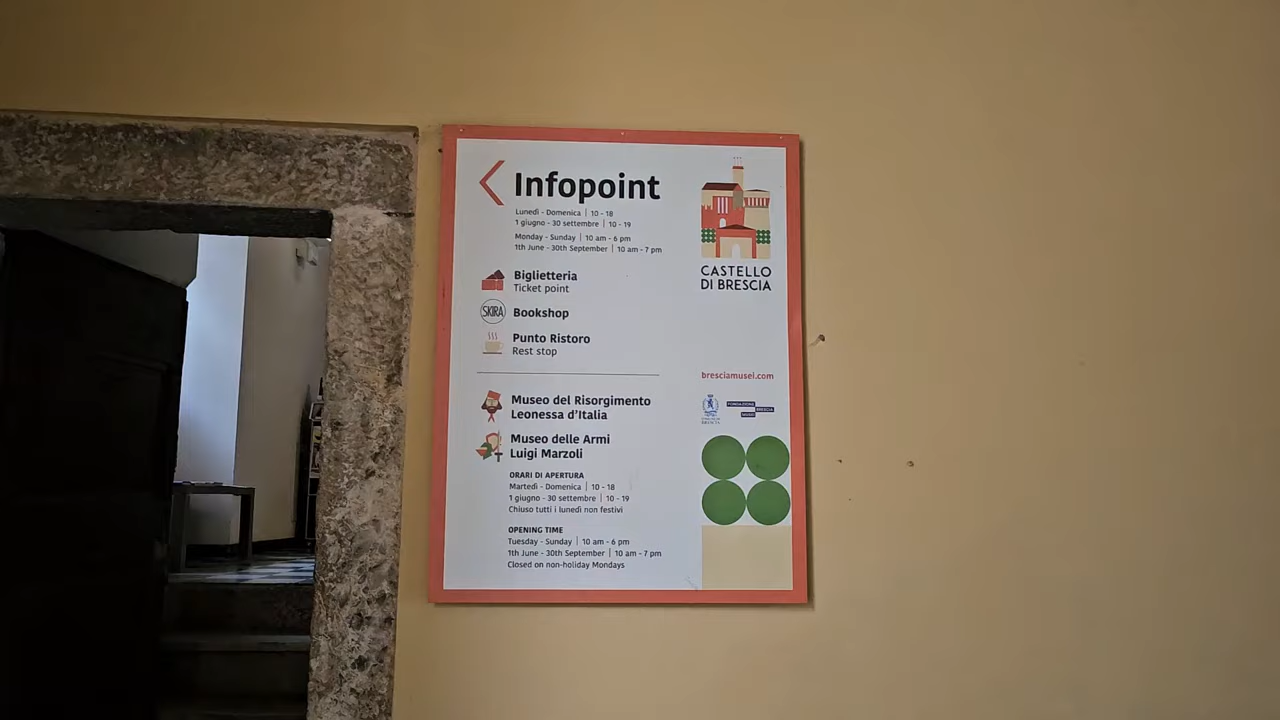 Infopoint
Lunedì - Domenica | 10 - 18
1 giugno - 30 settembre | 10 - 19
Monday - Sunday | 10 am - 6 pm
1th June - 30th September | 10 am - 7 pm
Biglietteria
Ticket point
SKIRA
Bookshop
Punto Ristoro
Rest stop
Museo del Risorgimento
Leonessa d'Italia
Museo delle Armi
Luigi Marzoli
ORARI DI APERTURA
Martedì - Domenica | 10 - 18
1 giugno - 30 settembre | 10 - 19
Chiuso tutti i lunedì non festivi
OPENING TIME
Tuesday - Sunday | 10 am - 6 pm
1th June - 30th September | 10 am - 7 pm
Closed on non-holiday Mondays
CASTELLO
DI BRESCIA
bresciamusei.com
FONDAZIONE
BRESCIA
MUSEI
BRESCIA